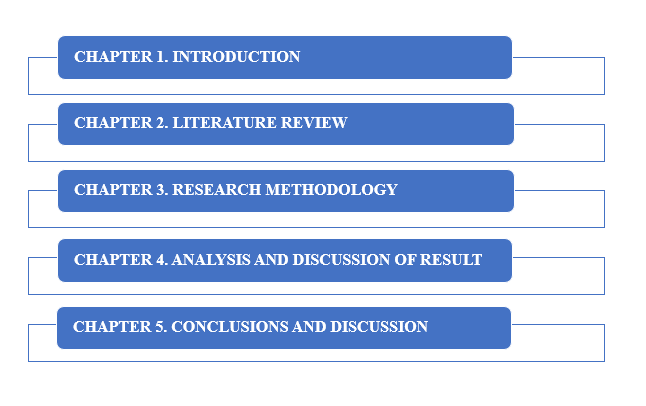 CHAPTER 1. INTRODUCTION
CHAPTER 2. LITERATURE REVIEW
CHAPTER 3. RESEARCH METHODOLOGY
CHAPTER 4. ANALYSIS AND DISCUSSION OF RESULT
CHAPTER 5. CONCLUSIONS AND DISCUSSION